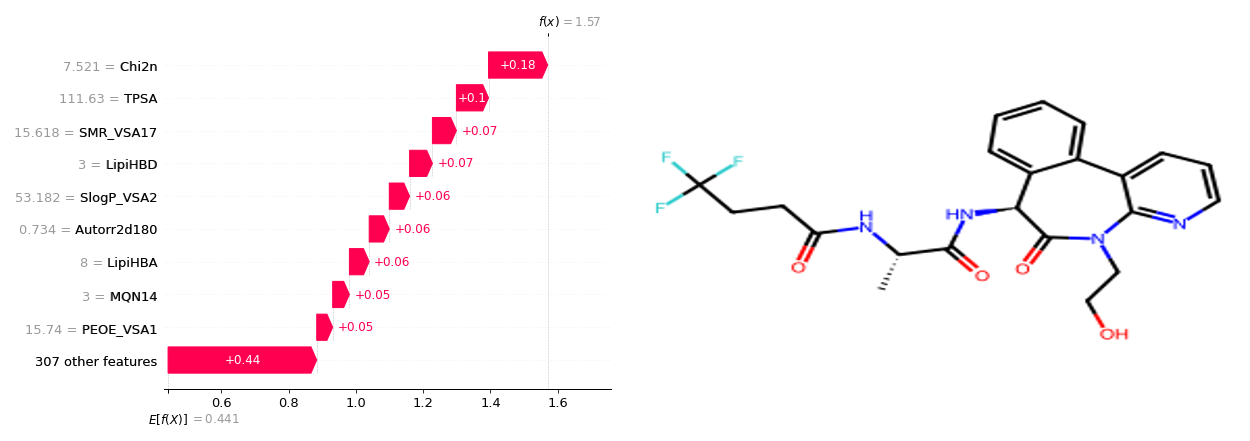 f(x) = 1.57
7.521 = Chi2n
+0.18
111.63 = TPSA
+0.1
15.618 = SMR_VSA17
+0.07
3 = LipiHBD
+0.07
53.182 = SlogP_VSA2
+0.06
0.734 = Autorr2d180
+0.06
8 = LipiHBA
+0.06
3 = MQN14
+0.05
15.74 = PEOE_VSA1
+0.05
307 other features
+0.44
0.6
0.8
1.0
1.2
1.4
1.6
E[f(X)] = 0.441
F
F
F
H
N
HN
O
O
O
N
N
OH